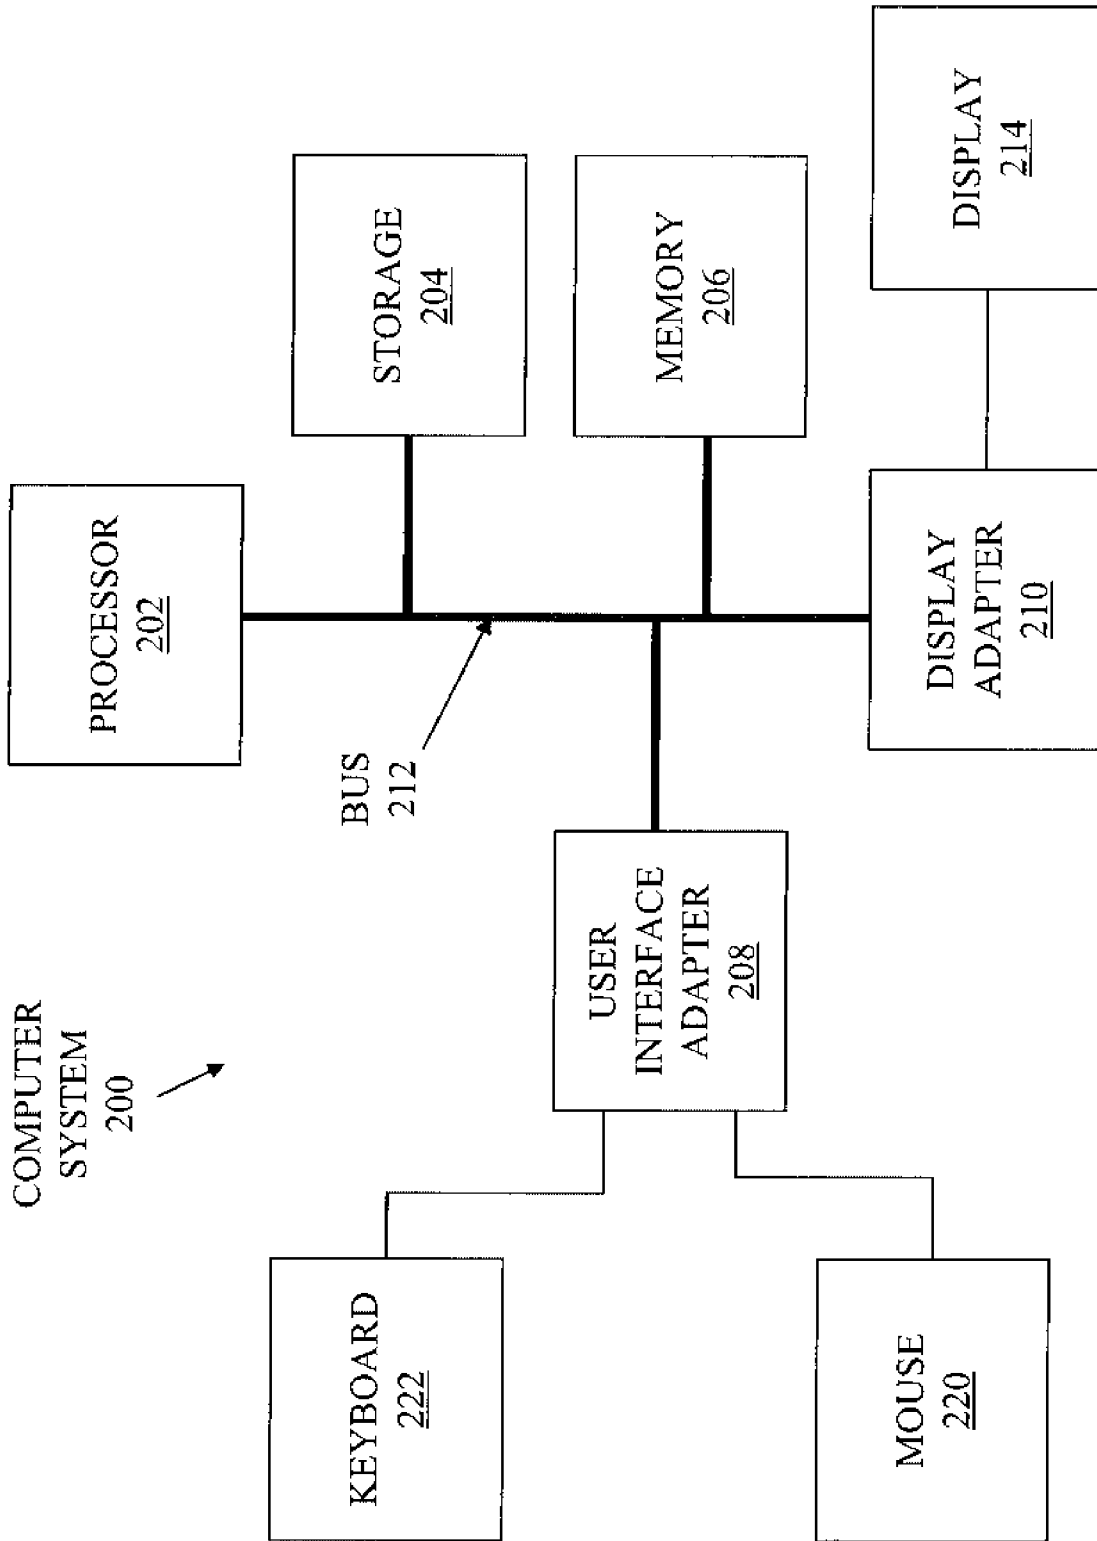 COMPUTER
SYSTEM
200
PROCESSOR
202
STORAGE
204
BUS
212
MEMORY
206
KEYBOARD
222
USER
INTERFACE
ADAPTER
208
MOUSE
220
DISPLAY
ADAPTER
210
DISPLAY
214